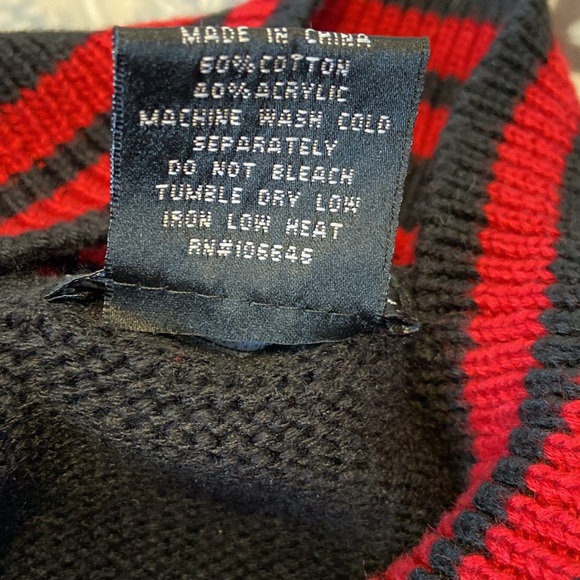 MADE IN CHINA
60% COTTON
40% ACRYLIC
MACHINE WASH COLD
SEPARATELY
DO NOT BLEACH
TUMBLE DRY LOW
IRON LOW HEAT
RN#106646